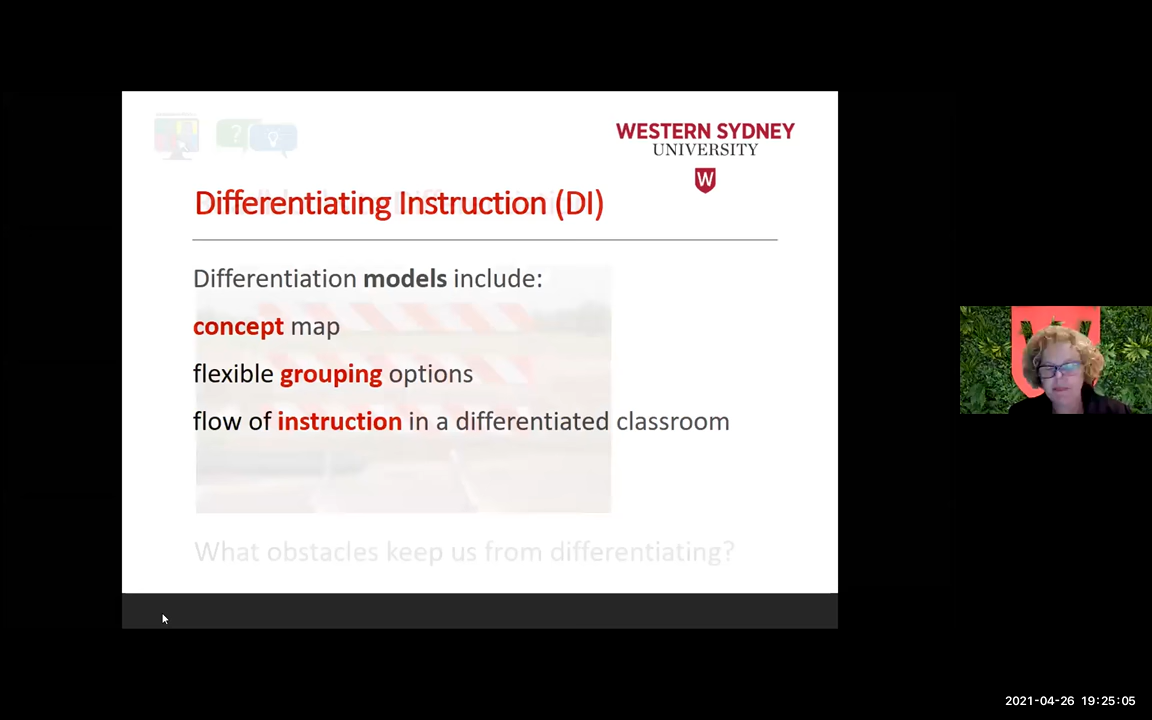 WESTERN SYDNEY
UNIVERSITY
W
Differentiating Instruction (DI)
Differentiation models include:
concept map
flexible grouping options
flow of instruction in a differentiated classroom
What obstacles keep us from differentiating?
2021-04-26 19:25:05